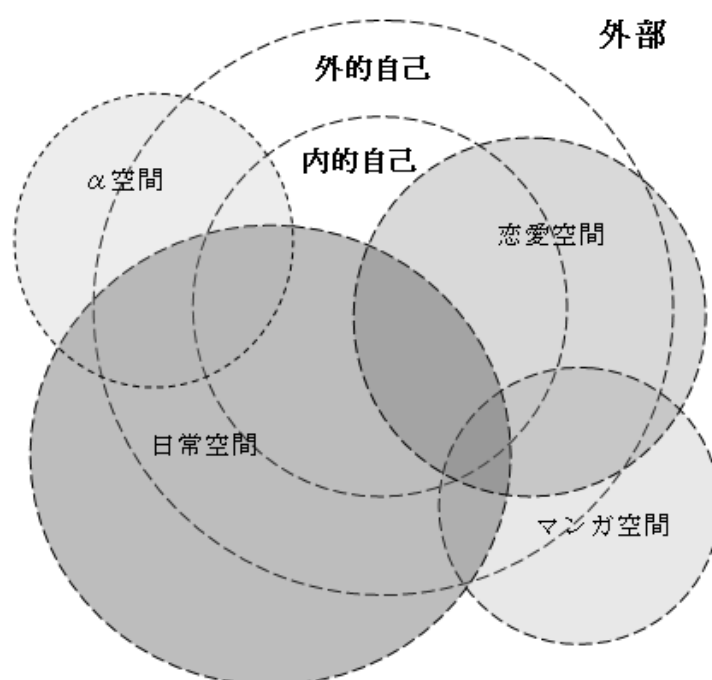 外部
外的自己
内的自己
α空間
恋愛空間
日常空間
マンガ空間